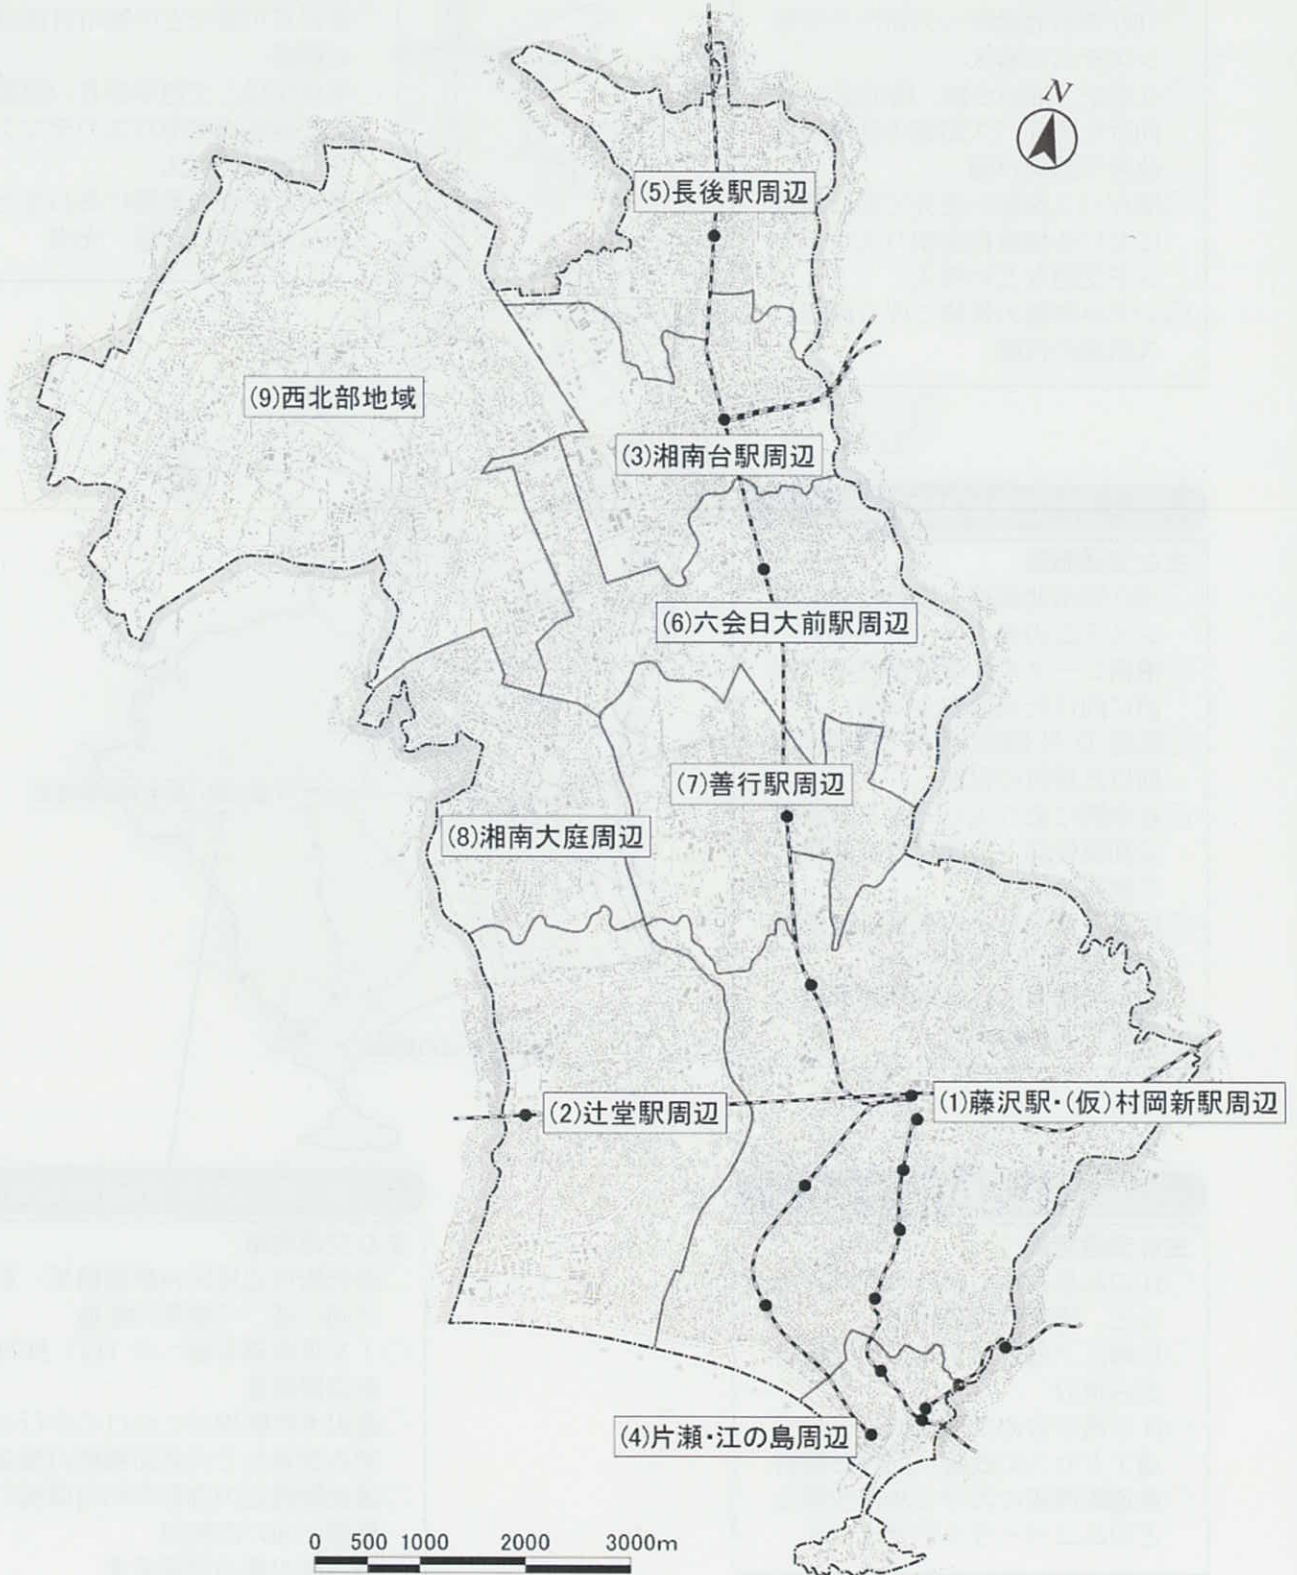 N
(5)長後駅周辺
(9)西北部地域
(3)湘南台駅周辺
(6)六会日大前駅周辺
(7)善行駅周辺
(8)湘南大庭周辺
(1)藤沢駅・(仮)村岡新駅周辺
(2)辻堂駅周辺
(4)片瀬・江の島周辺
0 500 1000 2000 3000m